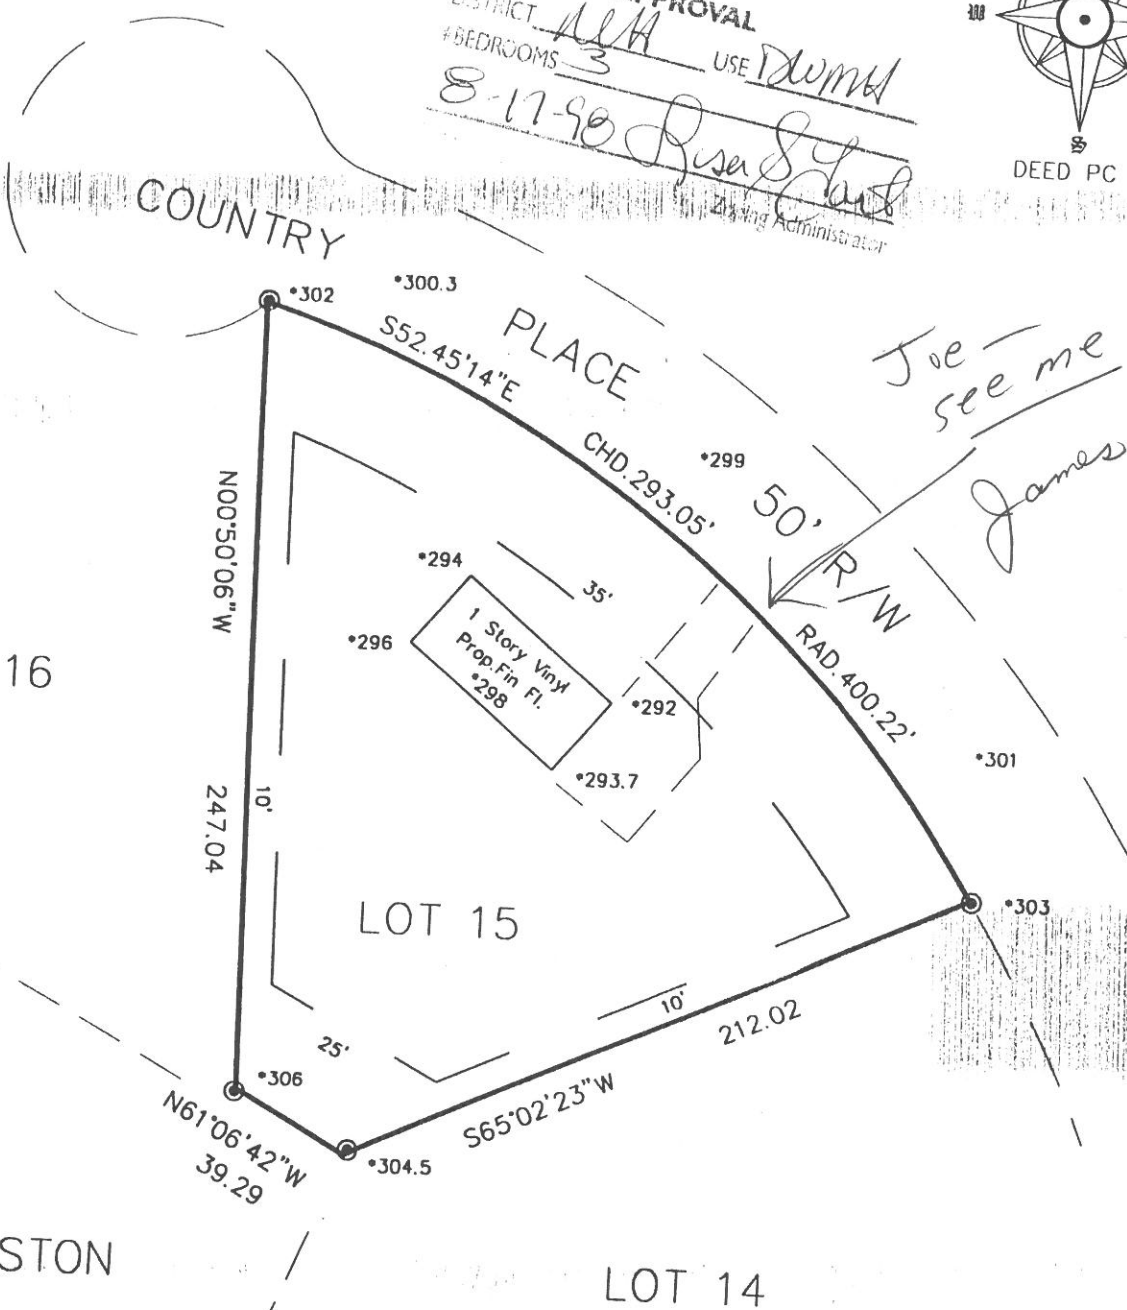 PROVAL
DISTRICT
#BEDROOMS 3 USE DWMH
8-17-98
Zoning Administrator
W
S
DEED PC
COUNTRY
PLACE
50'
R/W
Joe —
see me
James
•302
•300.3
S52.45'14"E
CHD.293.05'
•299
RAD.400.22'
•301
•303
N00°50'06"W
247.04
10'
16
•294
35'
•296
1 Story Vinyl
Prop.Fin Fl.
•298
•292
•293.7
LOT 15
10'
212.02
S65°02'23"W
25'
•306
N61°06'42"W
39.29
•304.5
STON
LOT 14